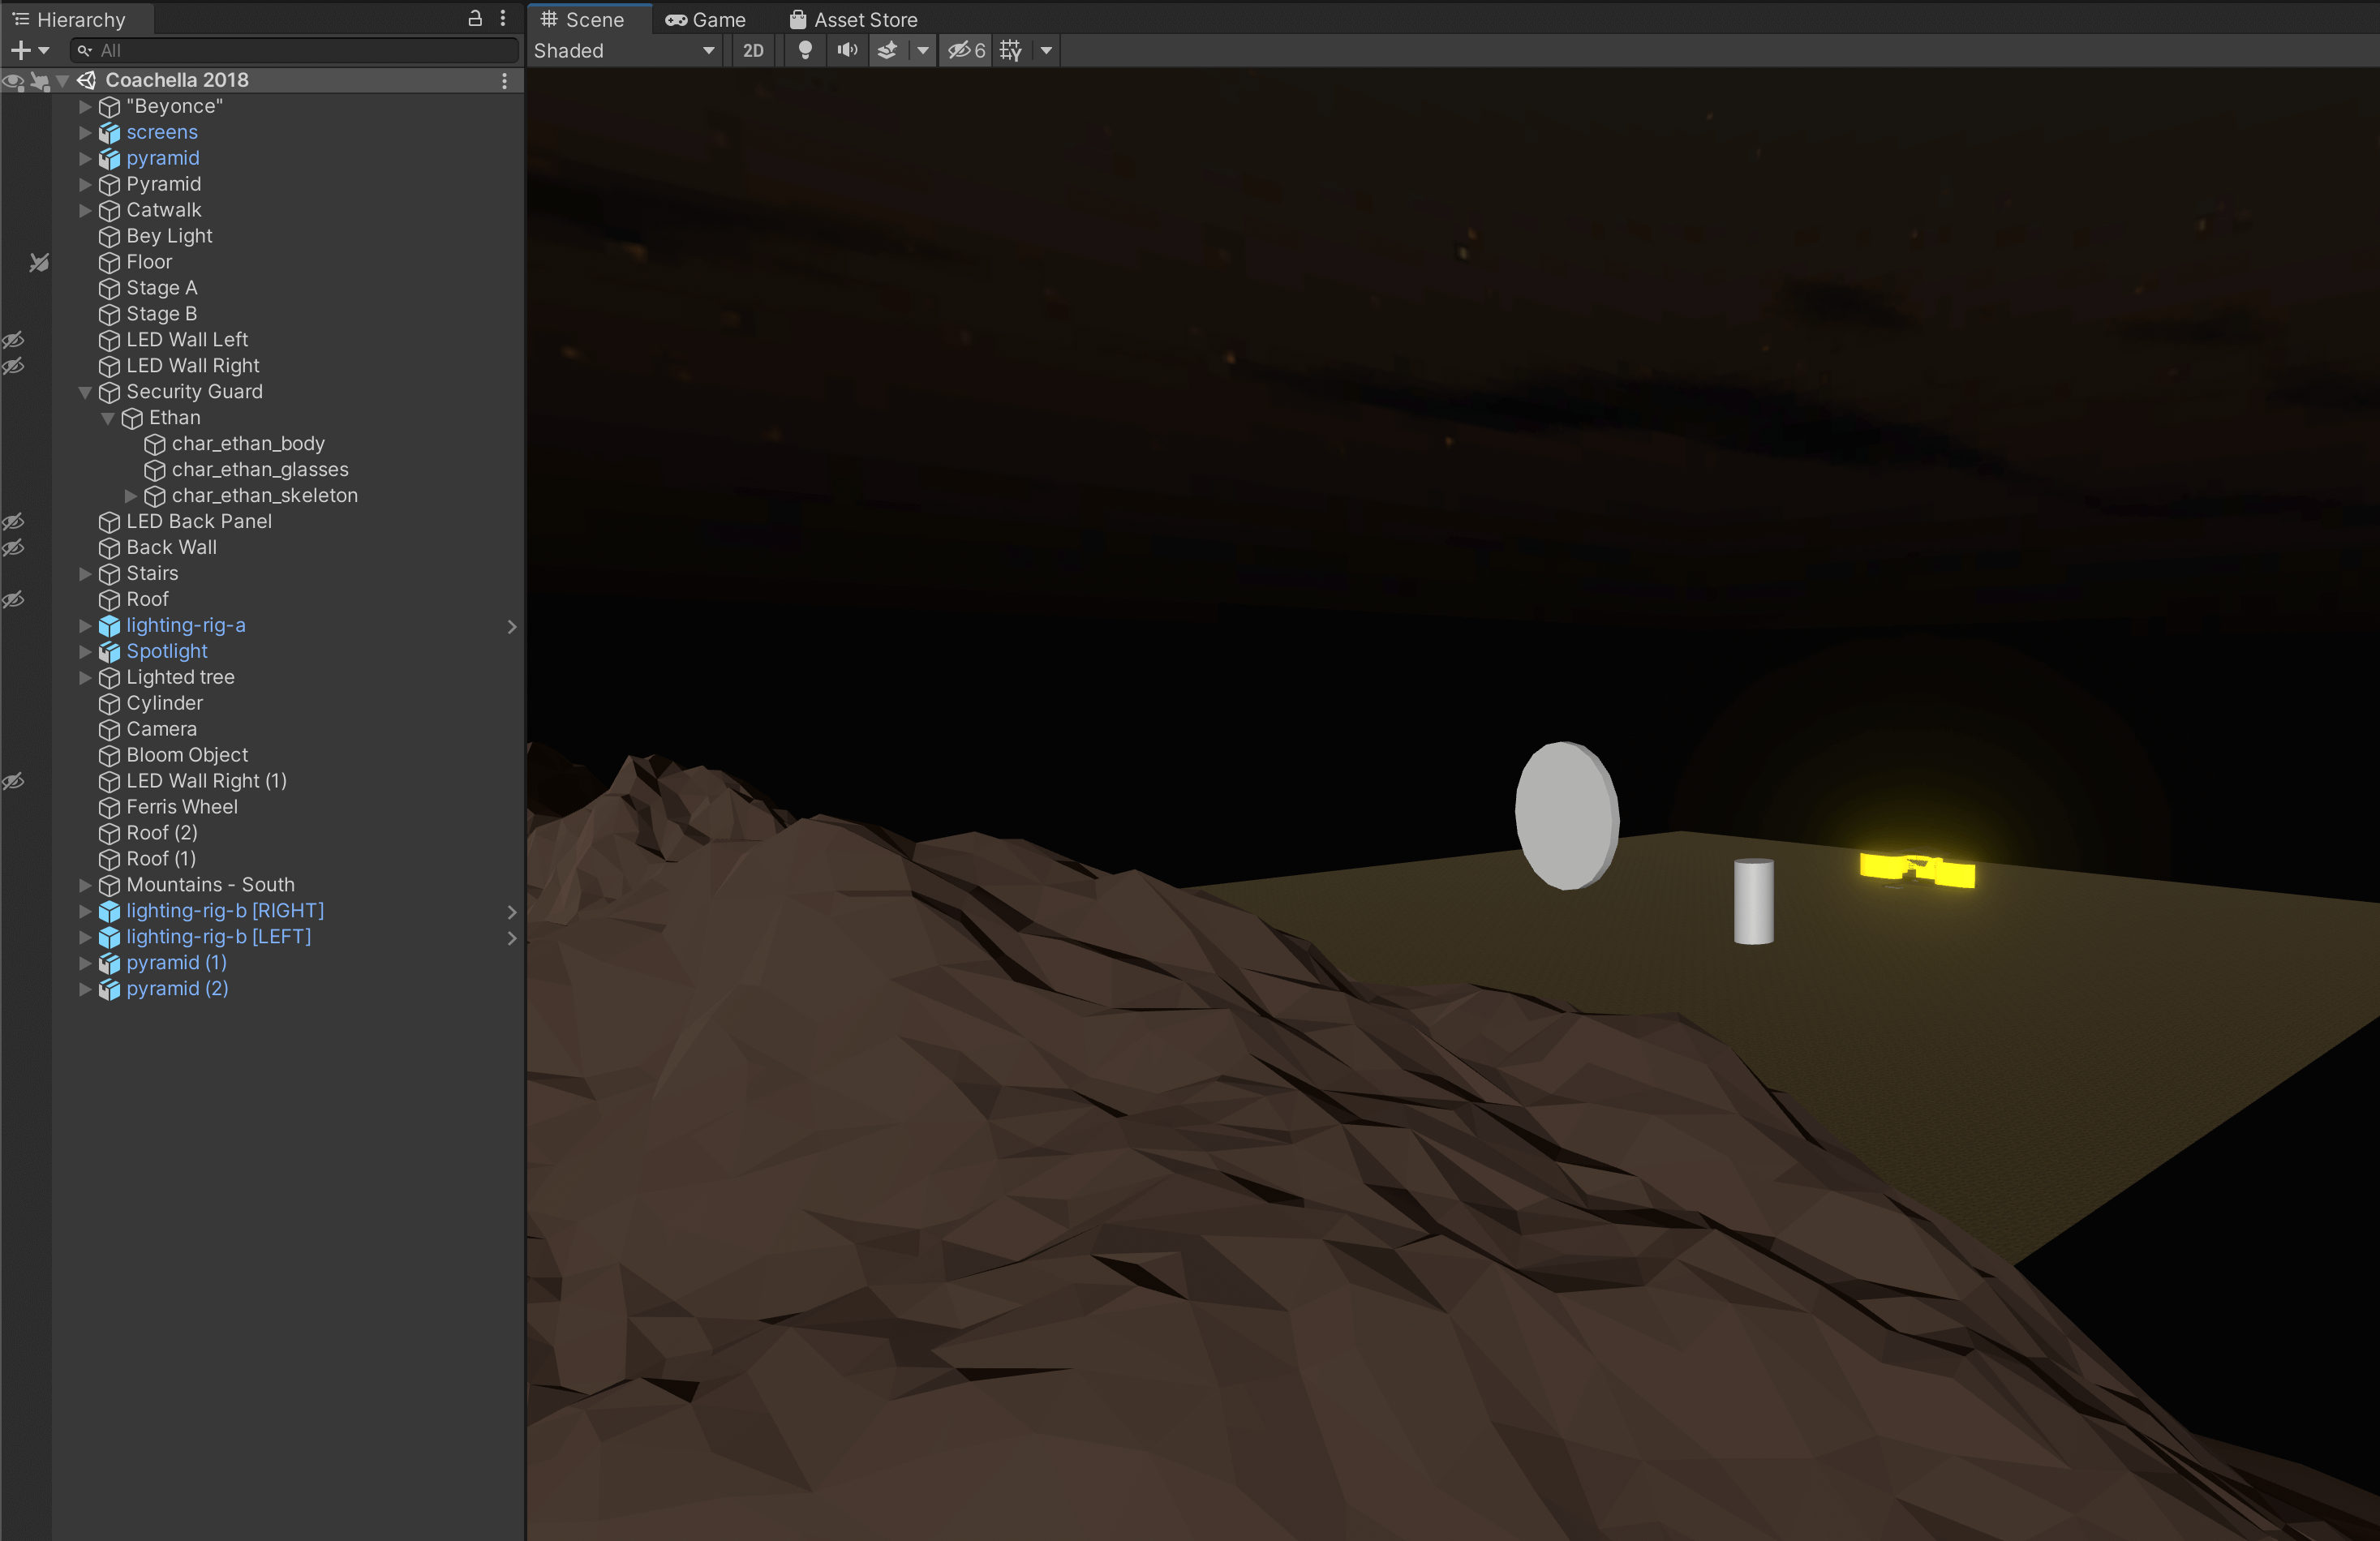 Hierarchy
All
Coachella 2018
"Beyonce"
screens
pyramid
Pyramid
Catwalk
Bey Light
Floor
Stage A
Stage B
LED Wall Left
LED Wall Right
Security Guard
Ethan
char_ethan_body
char_ethan_glasses
char_ethan_skeleton
LED Back Panel
Back Wall
Stairs
Roof
lighting-rig-a
Spotlight
Lighted tree
Cylinder
Camera
Bloom Object
LED Wall Right (1)
Ferris Wheel
Roof (2)
Roof (1)
Mountains - South
lighting-rig-b [RIGHT]
lighting-rig-b [LEFT]
pyramid (1)
pyramid (2)
Scene Game Asset Store
Shaded 2D 6